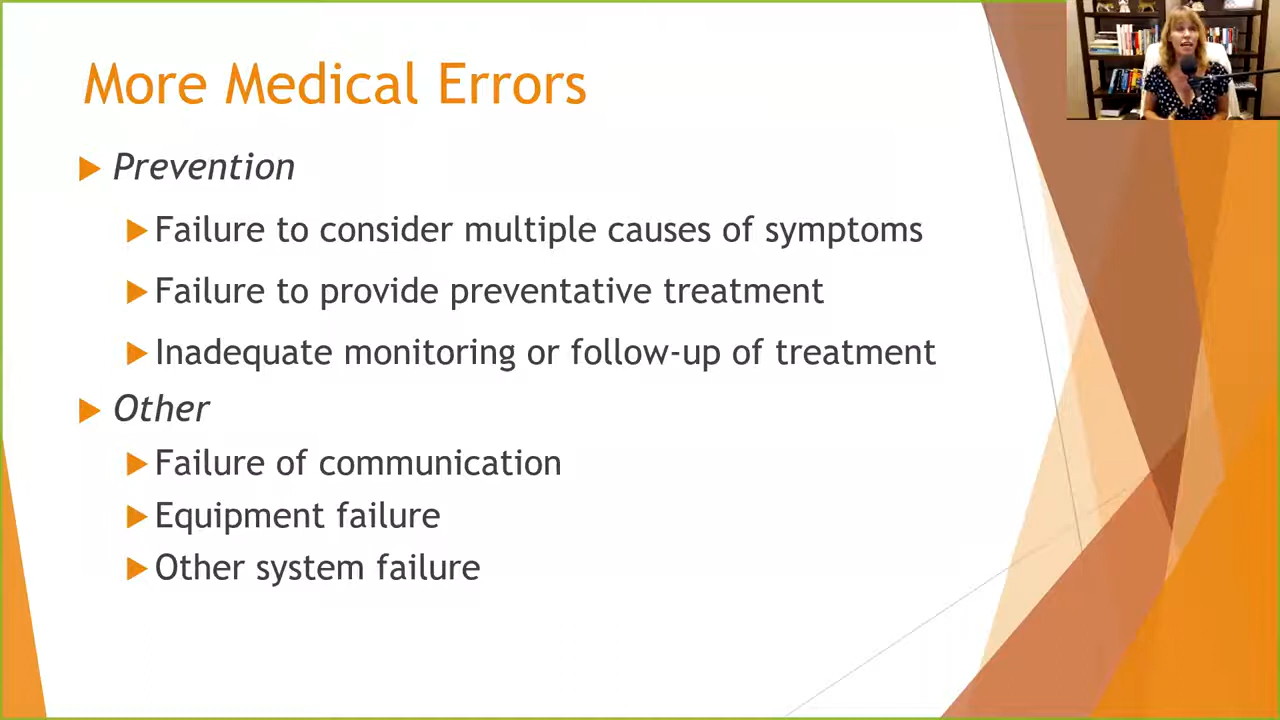 More Medical Errors
Prevention
Failure to consider multiple causes of symptoms
Failure to provide preventative treatment
Inadequate monitoring or follow-up of treatment
Other
Failure of communication
Equipment failure
Other system failure